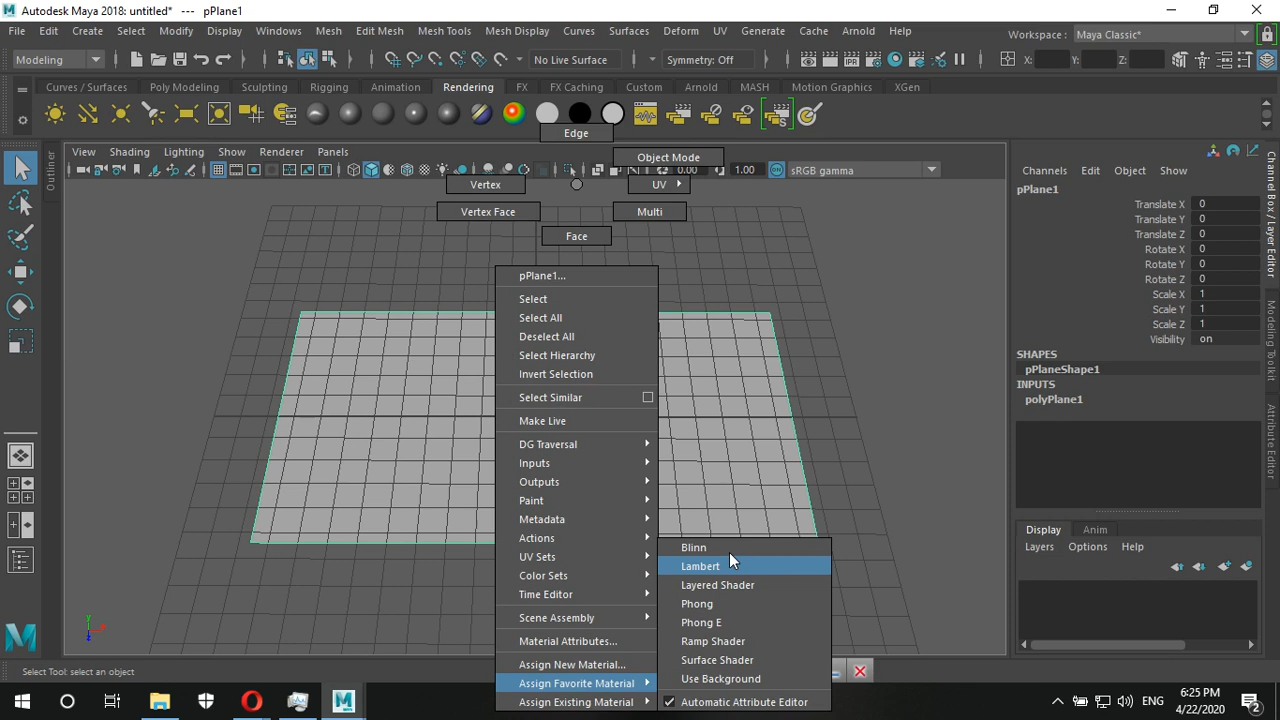 Autodesk Maya 2018: untitled* --- pPlane1
File Edit Create Select Modify Display Windows Mesh Edit Mesh Mesh Tools Mesh Display Curves Surfaces Deform UV Generate Cache Arnold Help
Workspace : Maya Classic*
Modeling
No Live Surface
Symmetry: Off
X: Y: Z:
Curves / Surfaces Poly Modeling Sculpting Rigging Animation Rendering FX FX Caching Custom Arnold MASH Motion Graphics XGen
IPR
Edge
View Shading Lighting Show Renderer Panels
Object Mode
0.00 1.00 sRGB gamma
Vertex
UV
Vertex Face
Multi
Face
Outliner
pPlane1...
Select
Select All
Deselect All
Select Hierarchy
Invert Selection
Select Similar
Make Live
DG Traversal
Inputs
Outputs
Paint
Metadata
Actions
UV Sets
Color Sets
Time Editor
Scene Assembly
Material Attributes...
Assign New Material...
Assign Favorite Material
Assign Existing Material
Blinn
Lambert
Layered Shader
Phong
Phong E
Ramp Shader
Surface Shader
Use Background
Automatic Attribute Editor
Channels Edit Object Show
pPlane1
Translate X 0
Translate Y 0
Translate Z 0
Rotate X 0
Rotate Y 0
Rotate Z 0
Scale X 1
Scale Y 1
Scale Z 1
Visibility on
SHAPES
pPlaneShape1
INPUTS
polyPlane1
Display Anim
Layers Options Help
Channel Box / Layer Editor
Modeling Toolkit
Attribute Editor
y
x
z
Select Tool: select an object
ENG
6:25 PM
4/22/2020
2